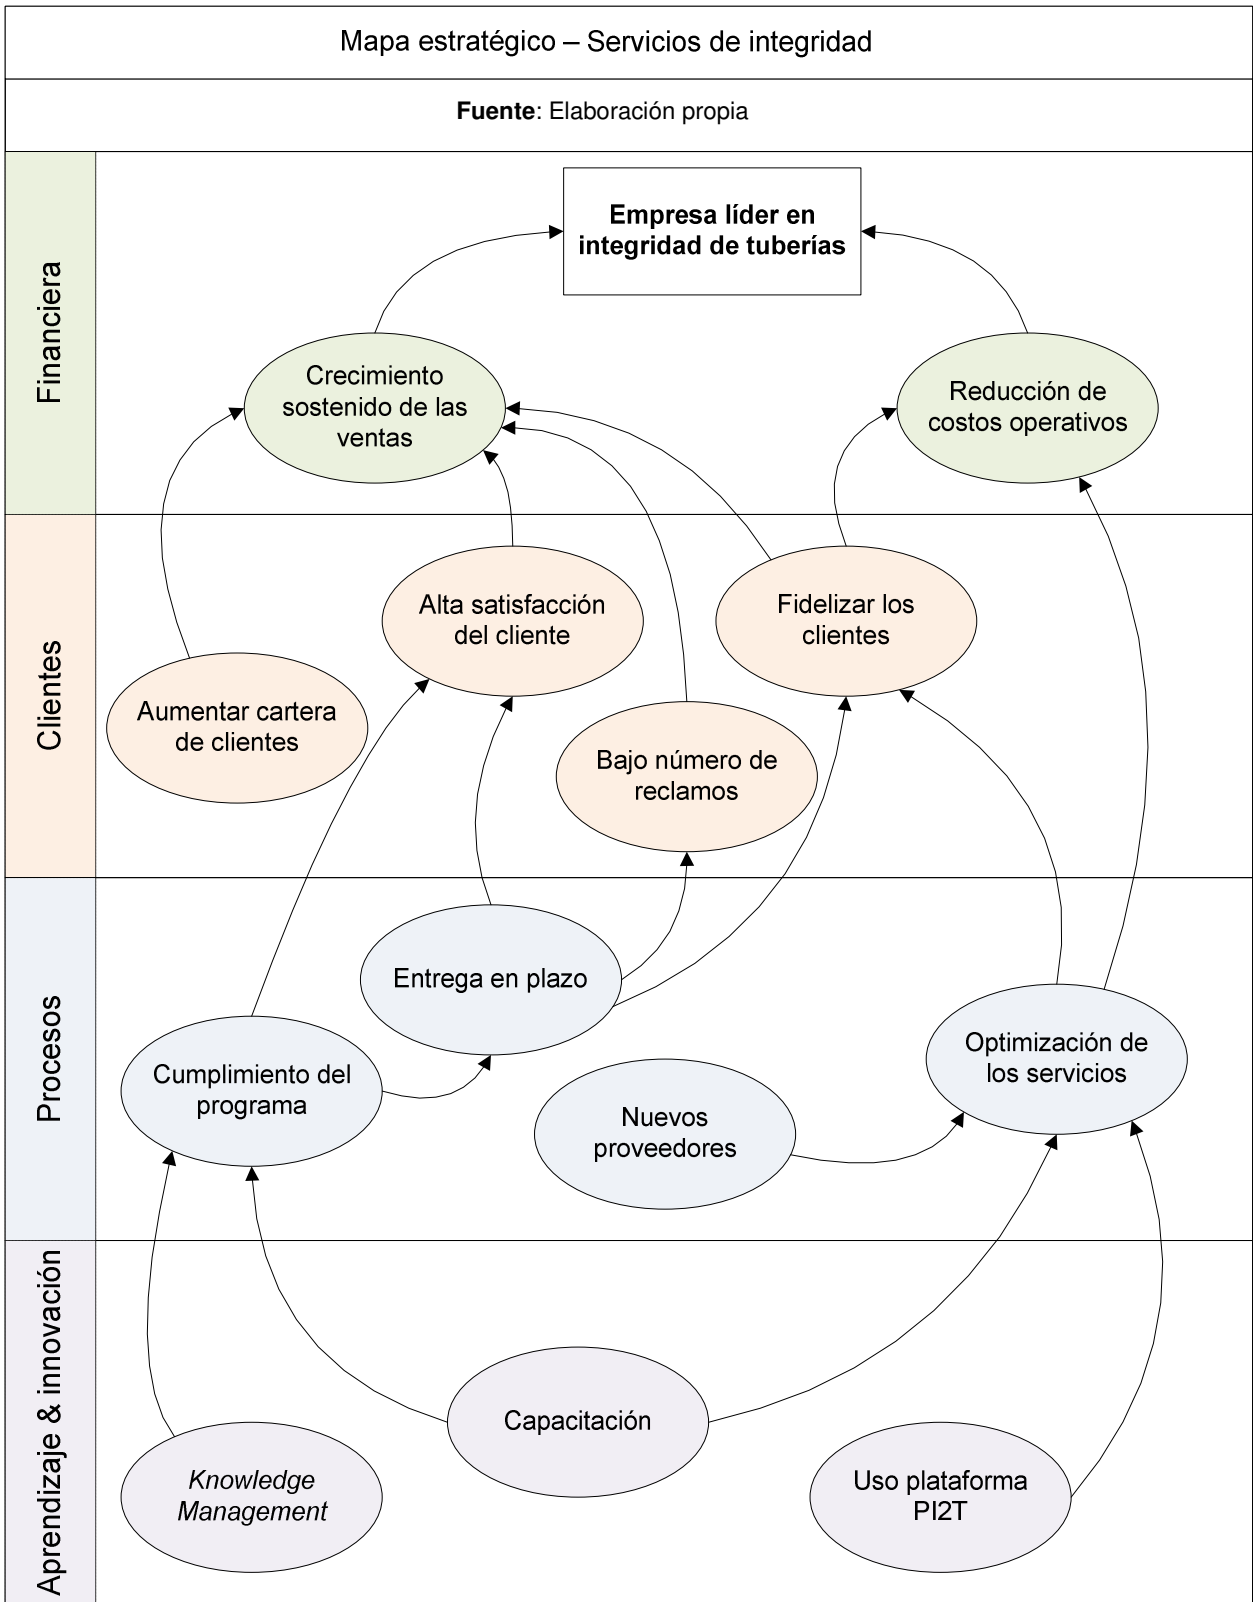 Mapa estratégico – Servicios de integridad
Fuente: Elaboración propia
Financiera
Empresa líder en
integridad de tuberías
Crecimiento
sostenido de las
ventas
Reducción de
costos operativos
Clientes
Alta satisfacción
del cliente
Fidelizar los
clientes
Aumentar cartera
de clientes
Bajo número de
reclamos
Procesos
Entrega en plazo
Cumplimiento del
programa
Optimización de
los servicios
Nuevos
proveedores
Aprendizaje & innovación
Capacitación
Knowledge
Management
Uso plataforma
PI2T